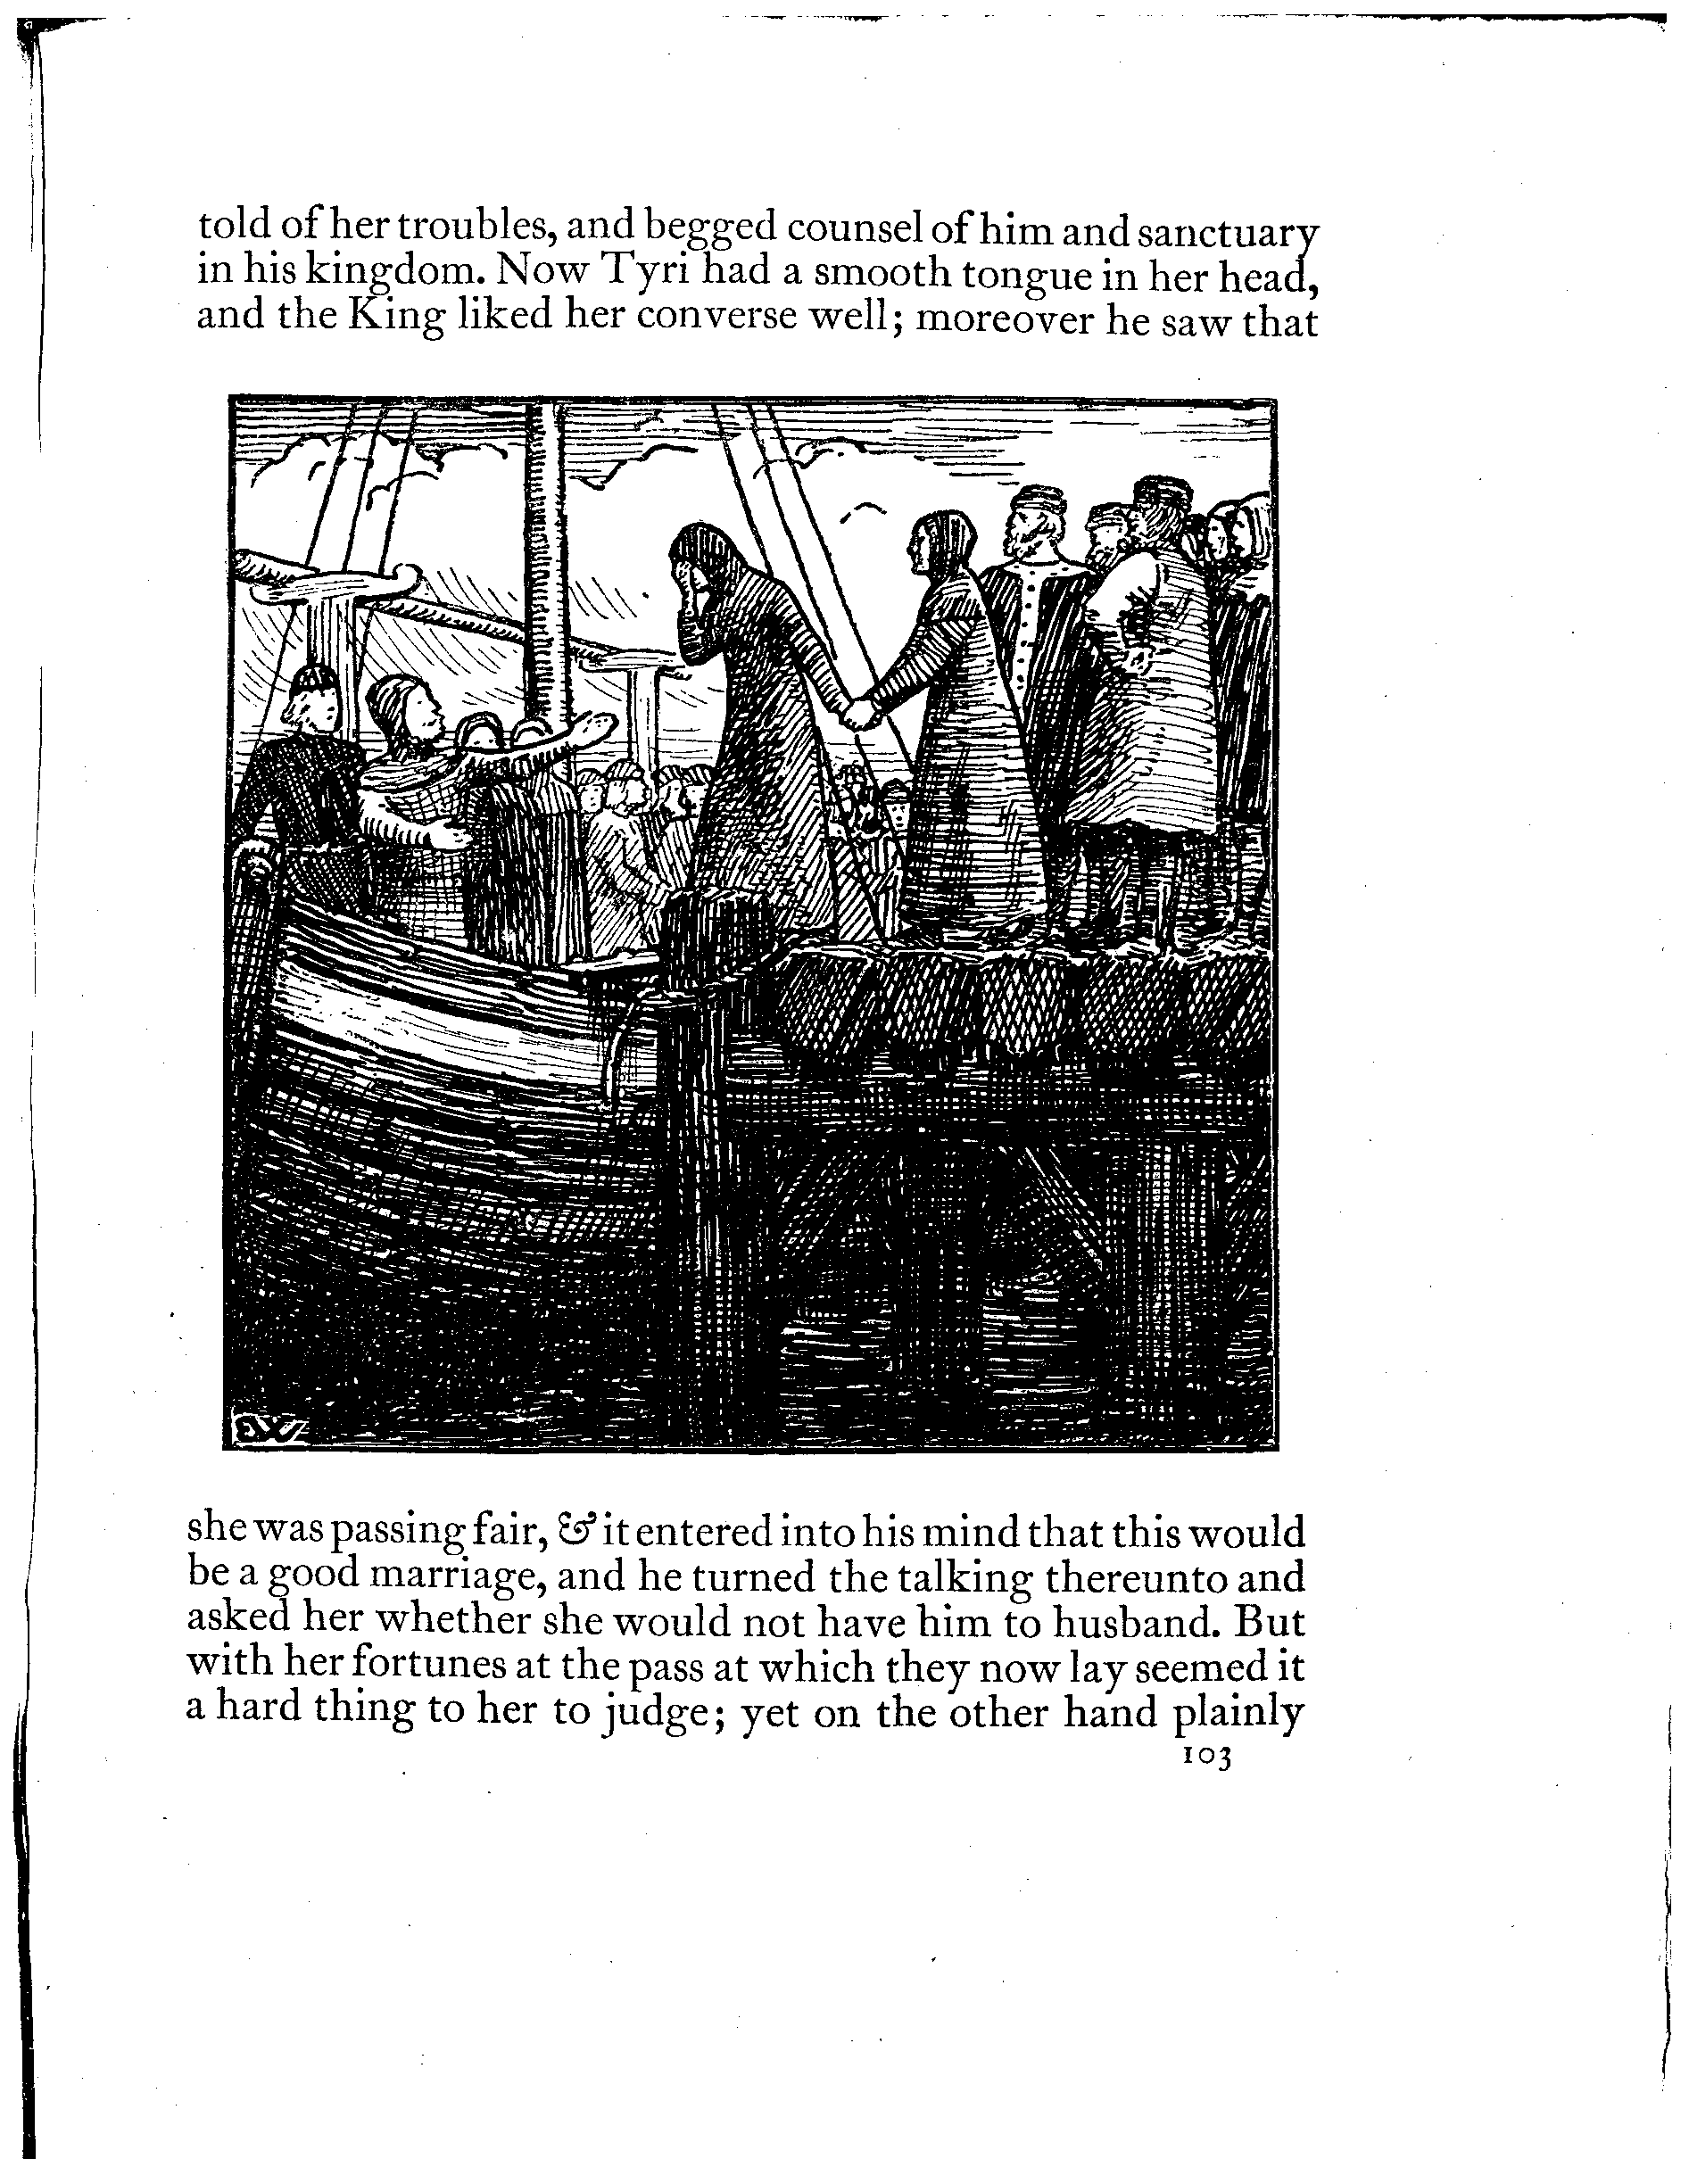 told of her troubles, and begged counsel of him and sanctuary
in his kingdom. Now Tyri had a smooth tongue in her head,
and the King liked her converse well; moreover he saw that
EW
she was passing fair, & it entered into his mind that this would
be a good marriage, and he turned the talking thereunto and
asked her whether she would not have him to husband. But
with her fortunes at the pass at which they now lay seemed it
a hard thing to her to judge; yet on the other hand plainly
103